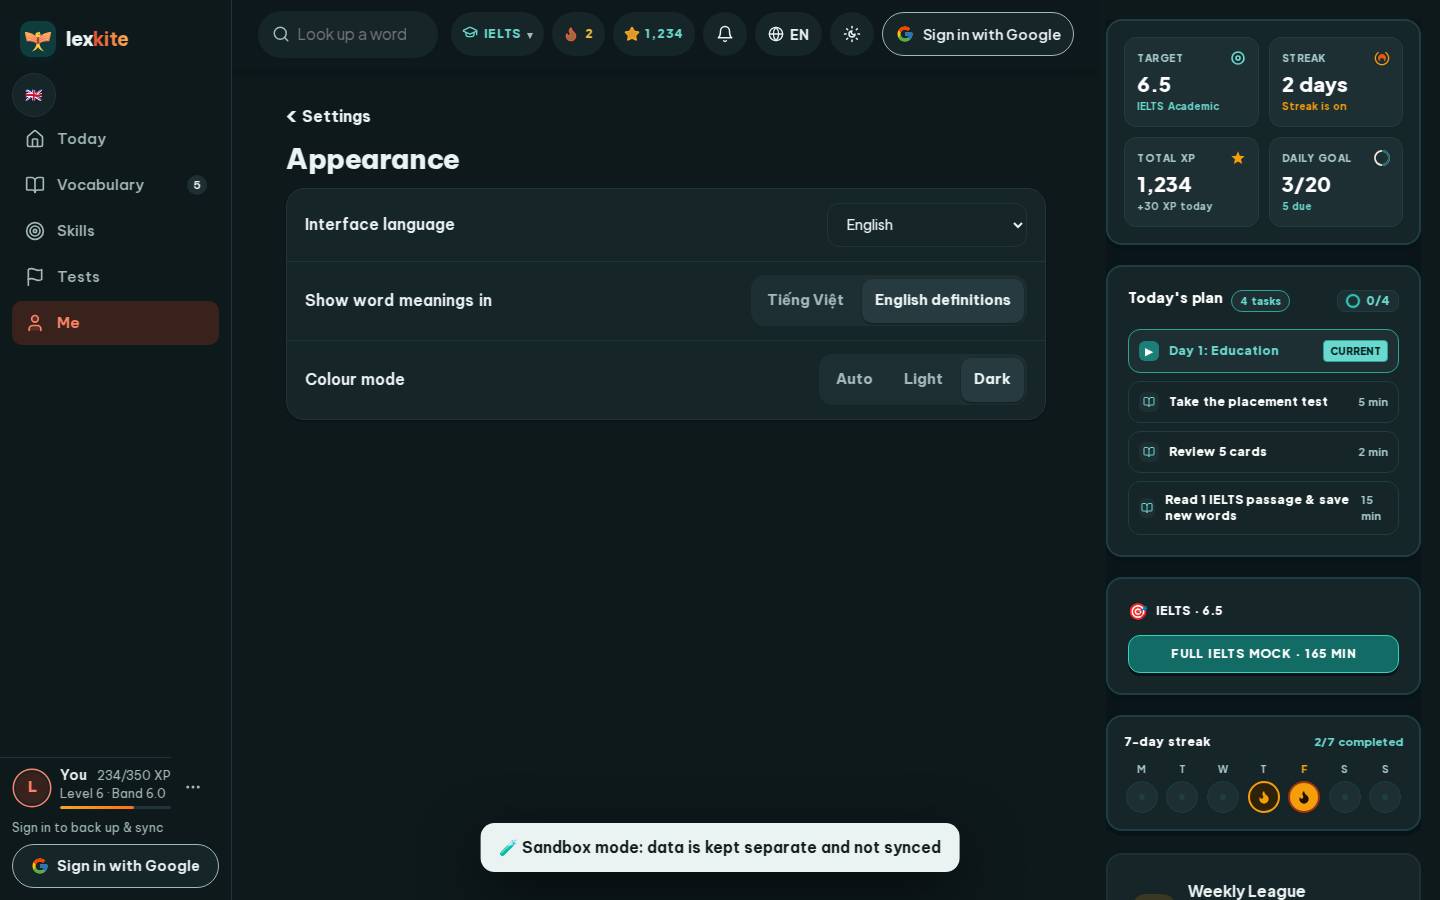 lexkite
Today
Vocabulary 5
Skills
Tests
Me
You 234/350 XP
Level 6 · Band 6.0
L
Sign in to back up & sync
Sign in with Google
Look up a word
IELTS ▾
2
1,234
EN
Sign in with Google
Settings
Appearance
Interface language English
Show word meanings in Tiếng Việt English definitions
Colour mode Auto Light Dark
🧪 Sandbox mode: data is kept separate and not synced
TARGET
6.5
IELTS Academic
STREAK
2 days
Streak is on
TOTAL XP
1,234
+30 XP today
DAILY GOAL
3/20
5 due
Today's plan 4 tasks 0/4
Day 1: Education CURRENT
Take the placement test 5 min
Review 5 cards 2 min
Read 1 IELTS passage & save
new words
15
min
IELTS · 6.5
FULL IELTS MOCK · 165 MIN
7-day streak 2/7 completed
M T W T F S S
Weekly League